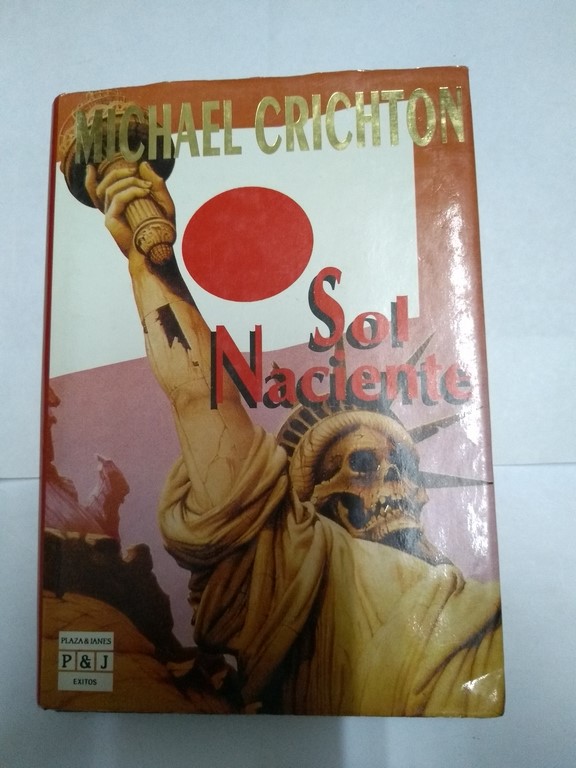 MICHAEL CRICHTON
Sol
Naciente
PLAZA & JANES
P & J
EXITOS